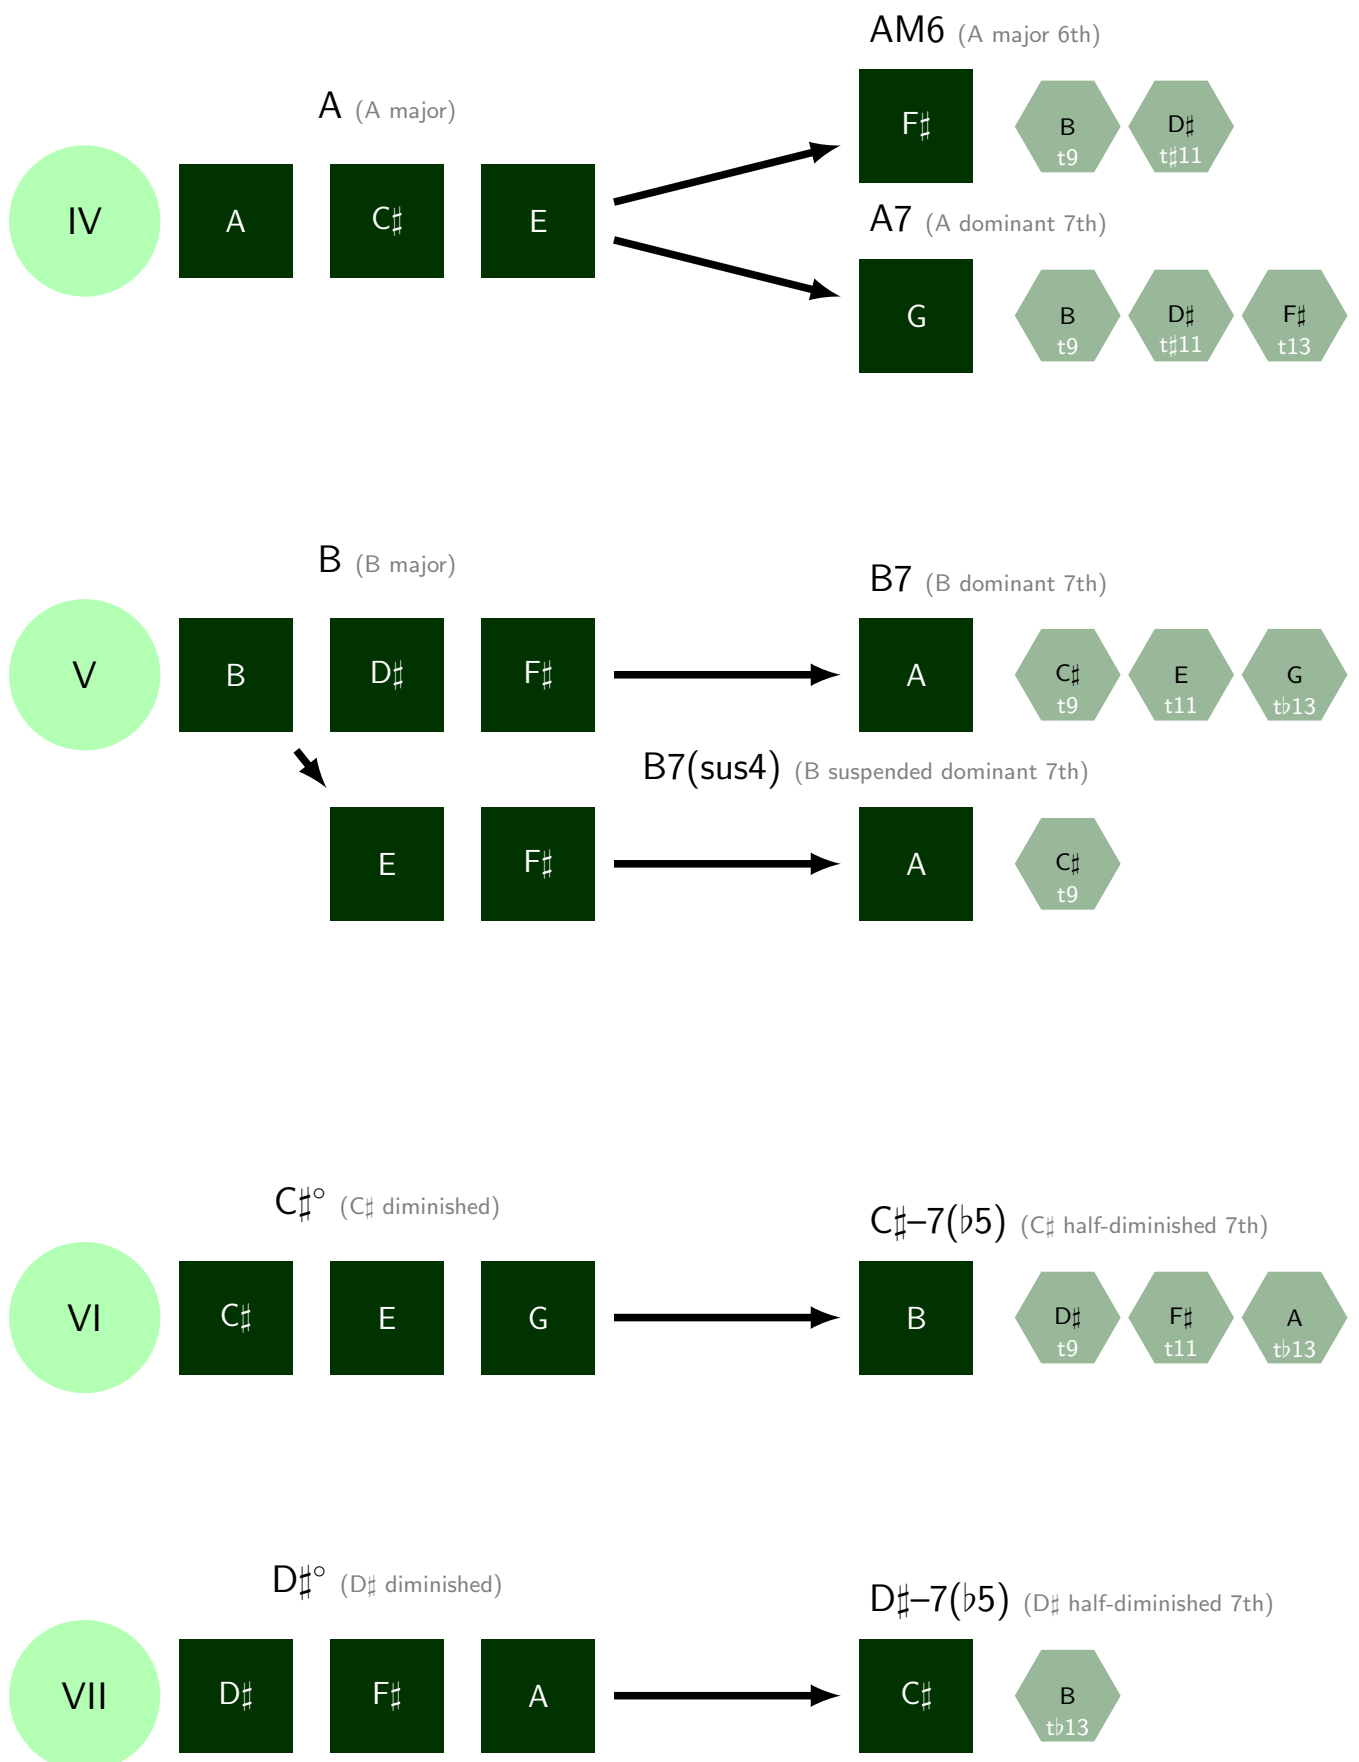 AM6 (A major 6th)
A (A major)
F♯ B D♯
t9 t♯11
IV A C♯ E
A7 (A dominant 7th)
G B D♯ F♯
t9 t♯11 t13
B (B major)
B7 (B dominant 7th)
V B D♯ F♯ A C♯ E G
t9 t11 t♭13
B7(sus4) (B suspended dominant 7th)
E F♯ A C♯
t9
C♯° (C♯ diminished)
C♯–7(♭5) (C♯ half-diminished 7th)
VI C♯ E G B D♯ F♯ A
t9 t11 t♭13
D♯° (D♯ diminished)
D♯–7(♭5) (D♯ half-diminished 7th)
VII D♯ F♯ A C♯ B
t♭13